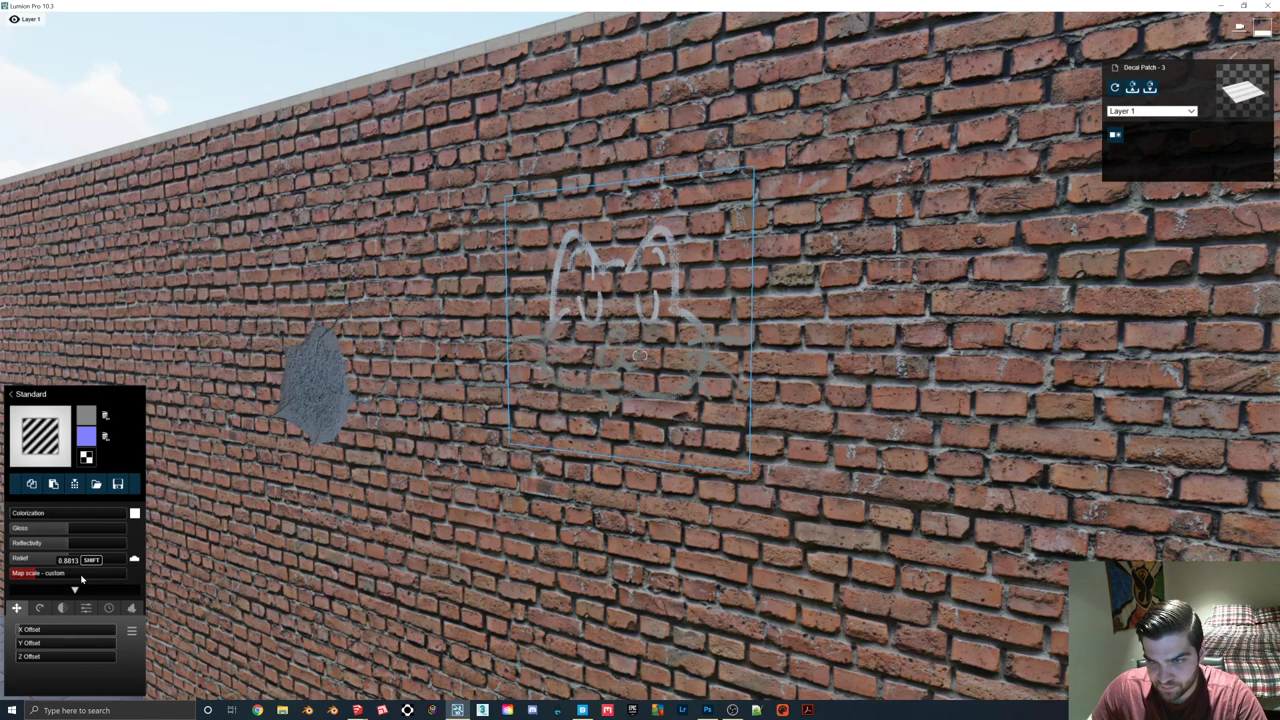 Lumion Pro 10.3
Layer 1
Decal Patch - 3
Layer 1
Standard
Colorization
Gloss
Reflectivity
Relief
0.8813 SHIFT
Map scale - custom
X Offset
Y Offset
Z Offset
Type here to search